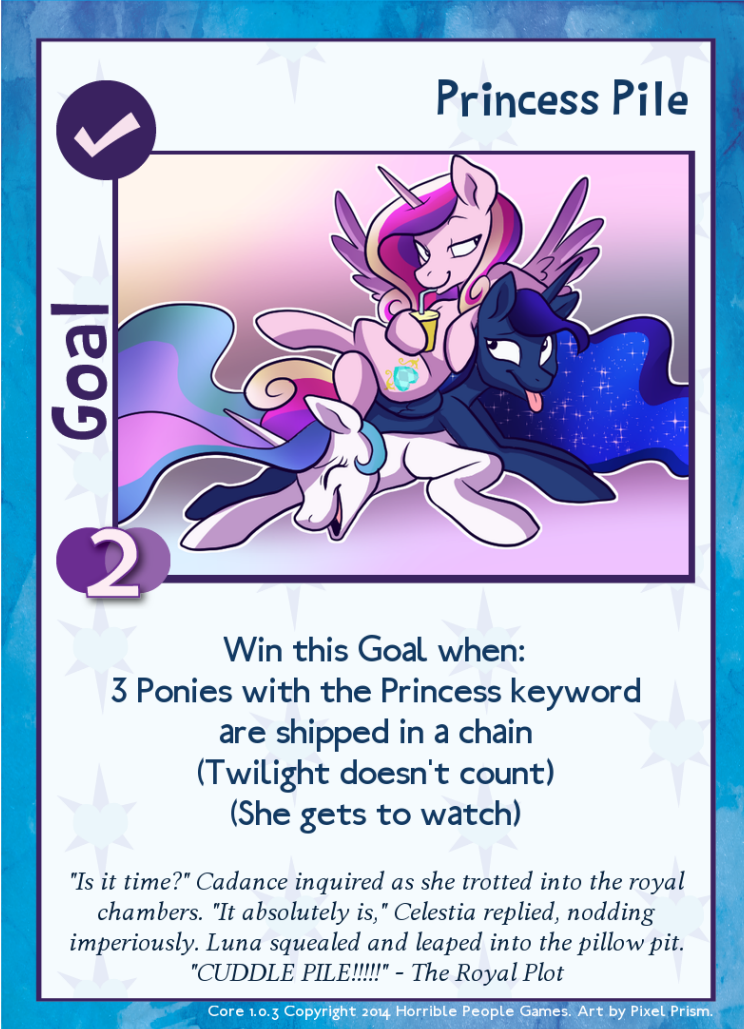 Princess Pile
Goal
2
Win this Goal when:
3 Ponies with the Princess keyword
are shipped in a chain
(Twilight doesn't count)
(She gets to watch)
"Is it time?" Cadance inquired as she trotted into the royal
chambers. "It absolutely is," Celestia replied, nodding
imperiously. Luna squealed and leaped into the pillow pit.
"CUDDLE PILE!!!!!" - The Royal Plot
Core 1.0.3 Copyright 2014 Horrible People Games. Art by Pixel Prism.